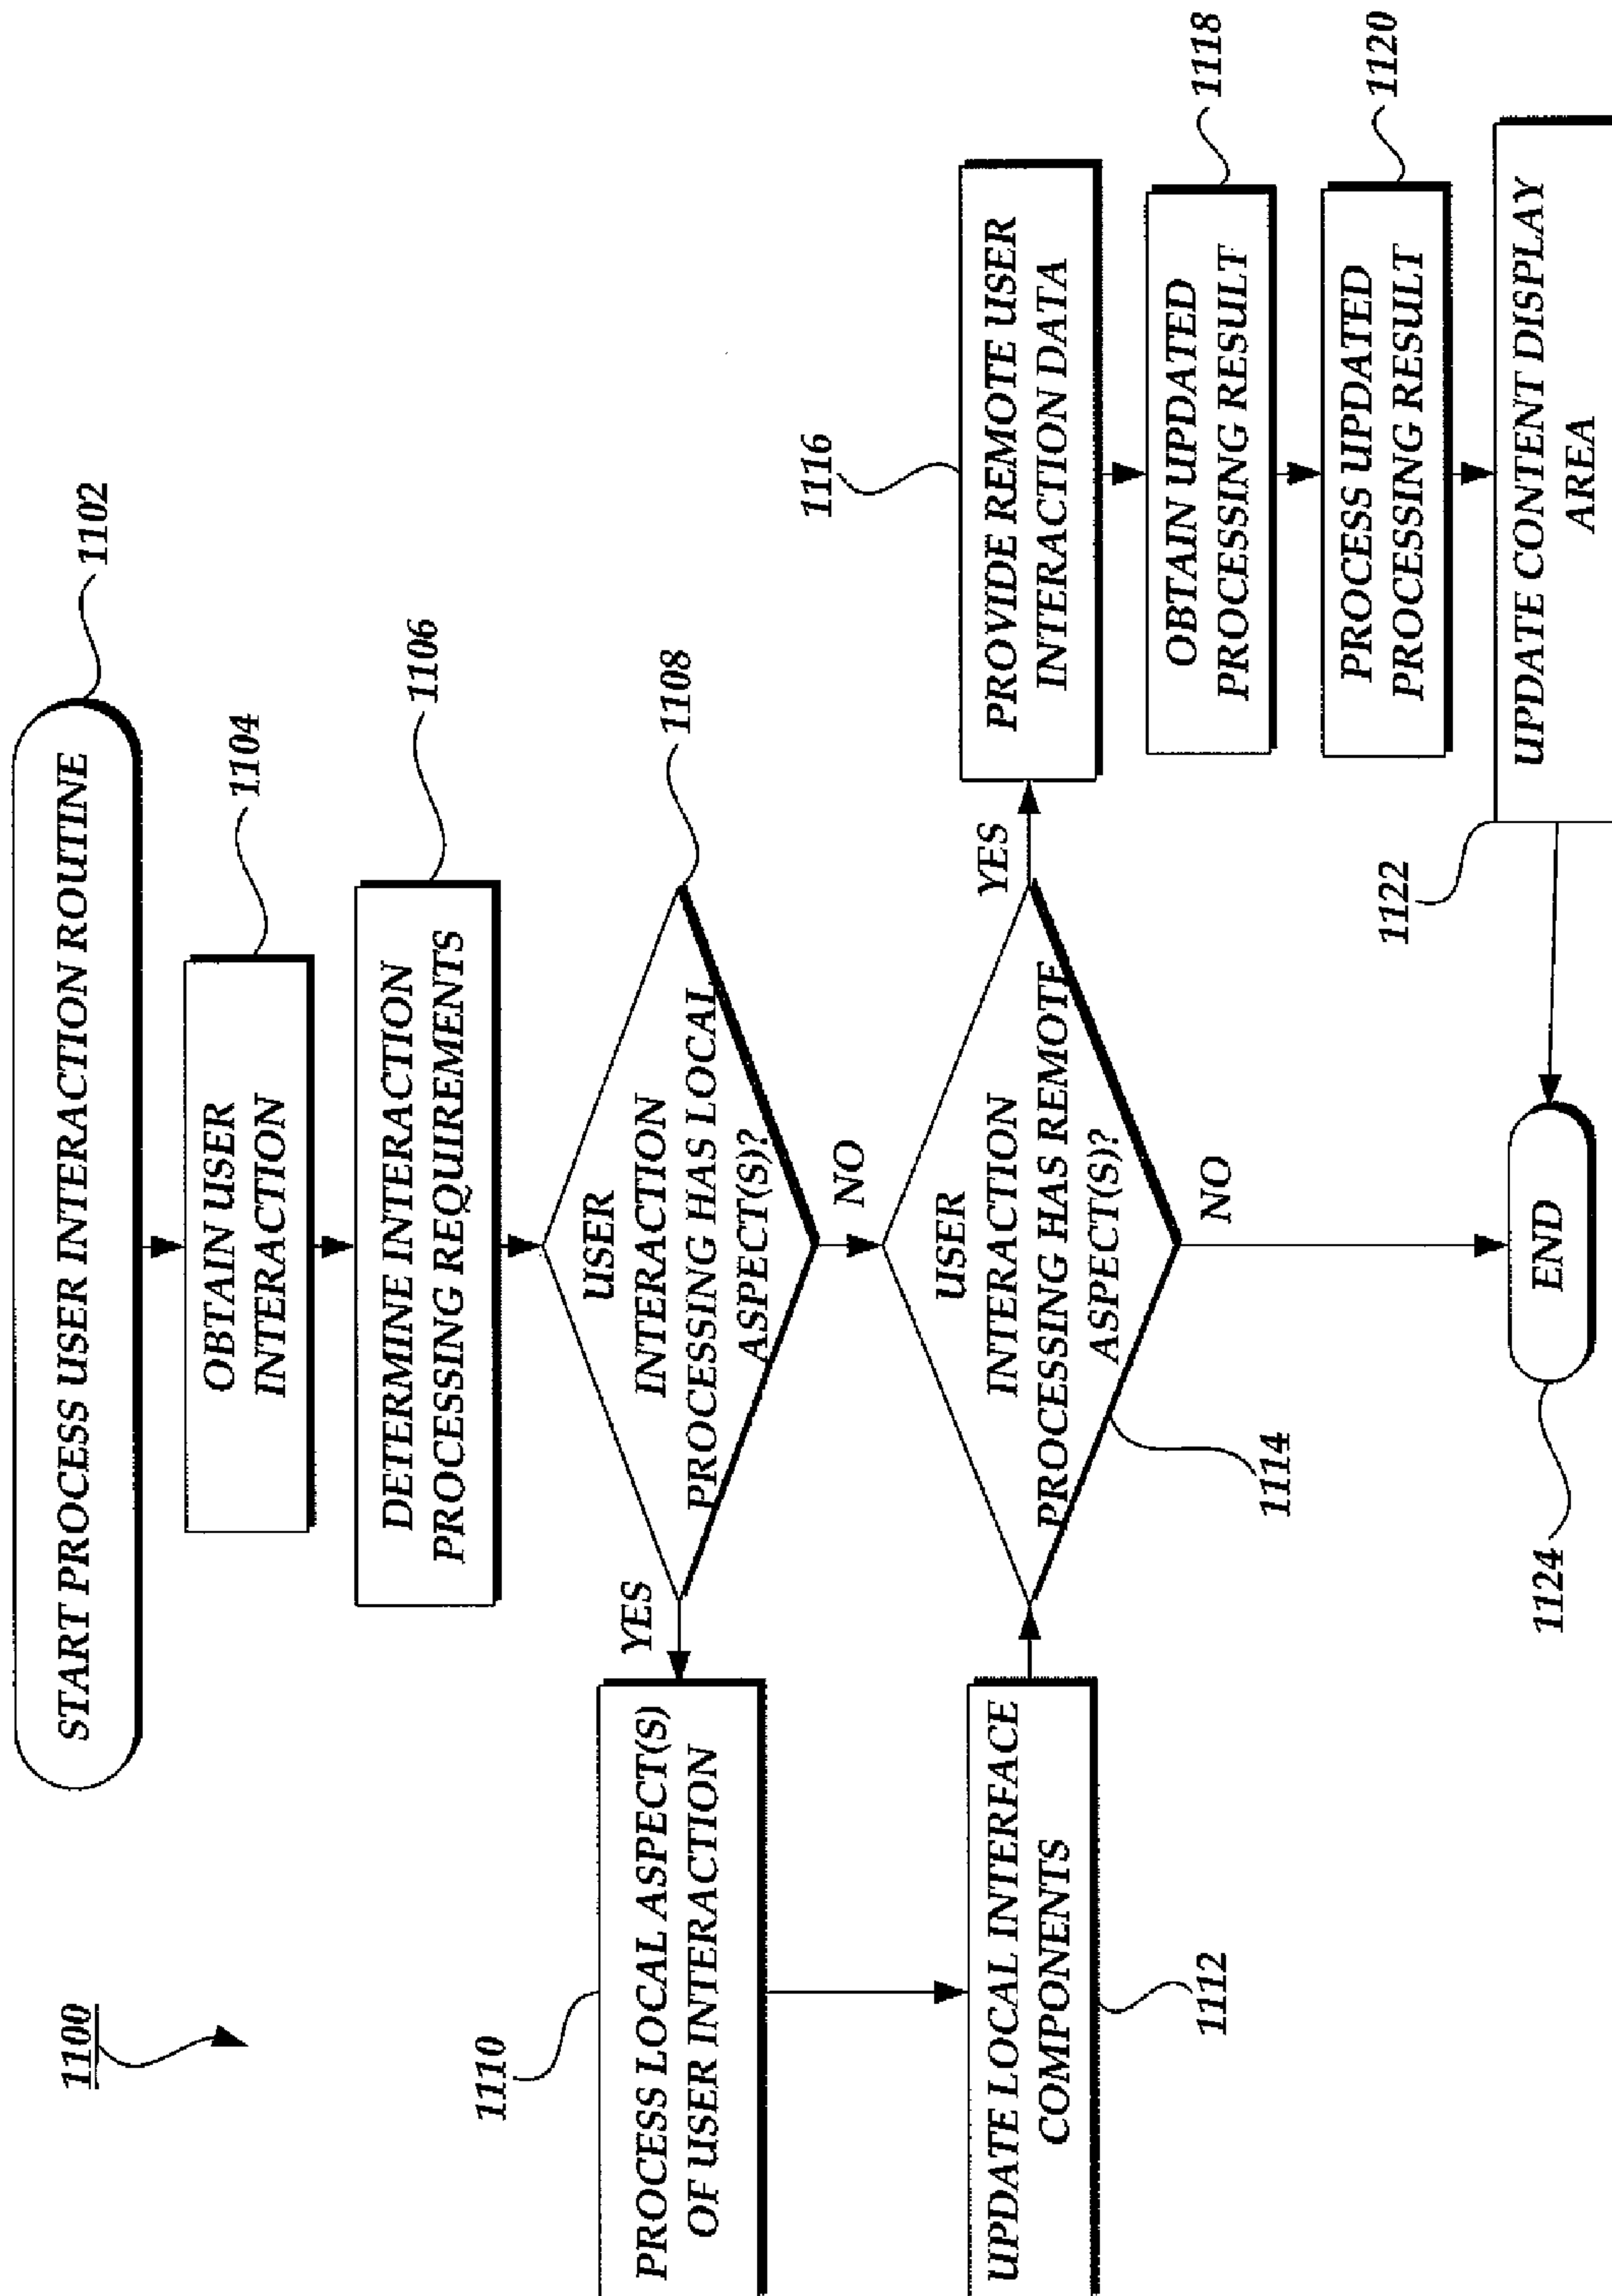 1100
START PROCESS USER INTERACTION ROUTINE
1102
OBTAIN USER
INTERACTION
1104
DETERMINE INTERACTION
PROCESSING REQUIREMENTS
1106
USER
INTERACTION
PROCESSING HAS LOCAL
ASPECT(S)?
1108
YES
NO
1110
PROCESS LOCAL ASPECT(S)
OF USER INTERACTION
UPDATE LOCAL INTERFACE
COMPONENTS
1112
USER
INTERACTION
PROCESSING HAS REMOTE
ASPECT(S)?
1114
YES
NO
1116
PROVIDE REMOTE USER
INTERACTION DATA
OBTAIN UPDATED
PROCESSING RESULT
1118
PROCESS UPDATED
PROCESSING RESULT
1120
UPDATE CONTENT DISPLAY
AREA
1122
END
1124